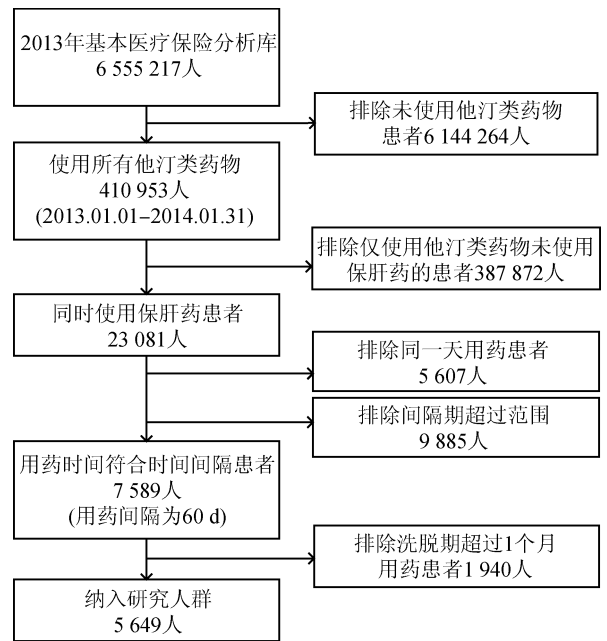 2013年基本医疗保险分析库
6 555 217人
排除未使用他汀类药物
患者6 144 264人
使用所有他汀类药物
410 953人
(2013.01.01–2014.01.31)
排除仅使用他汀类药物未使用
保肝药的患者387 872人
同时使用保肝药患者
23 081人
排除同一天用药患者
5 607人
排除间隔期超过范围
9 885人
用药时间符合时间间隔患者
7 589人
(用药间隔为60 d)
排除洗脱期超过1个月
用药患者1 940人
纳入研究人群
5 649人